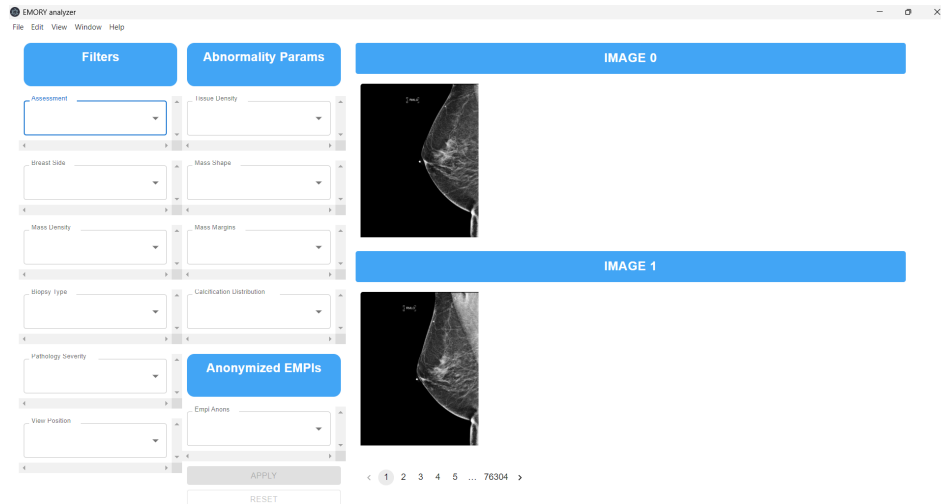 EMORY analyzer
File Edit View Window Help
Filters
Abnormality Params
IMAGE 0
Assessment
Tissue Density
Breast Side
Mass Shape
Mass Density
Mass Margins
IMAGE 1
Biopsy Type
Calcification Distribution
Pathology Severity
Anonymized EMPIs
View Position
Empi Anons
APPLY
RESET
1 2 3 4 5 ... 76304